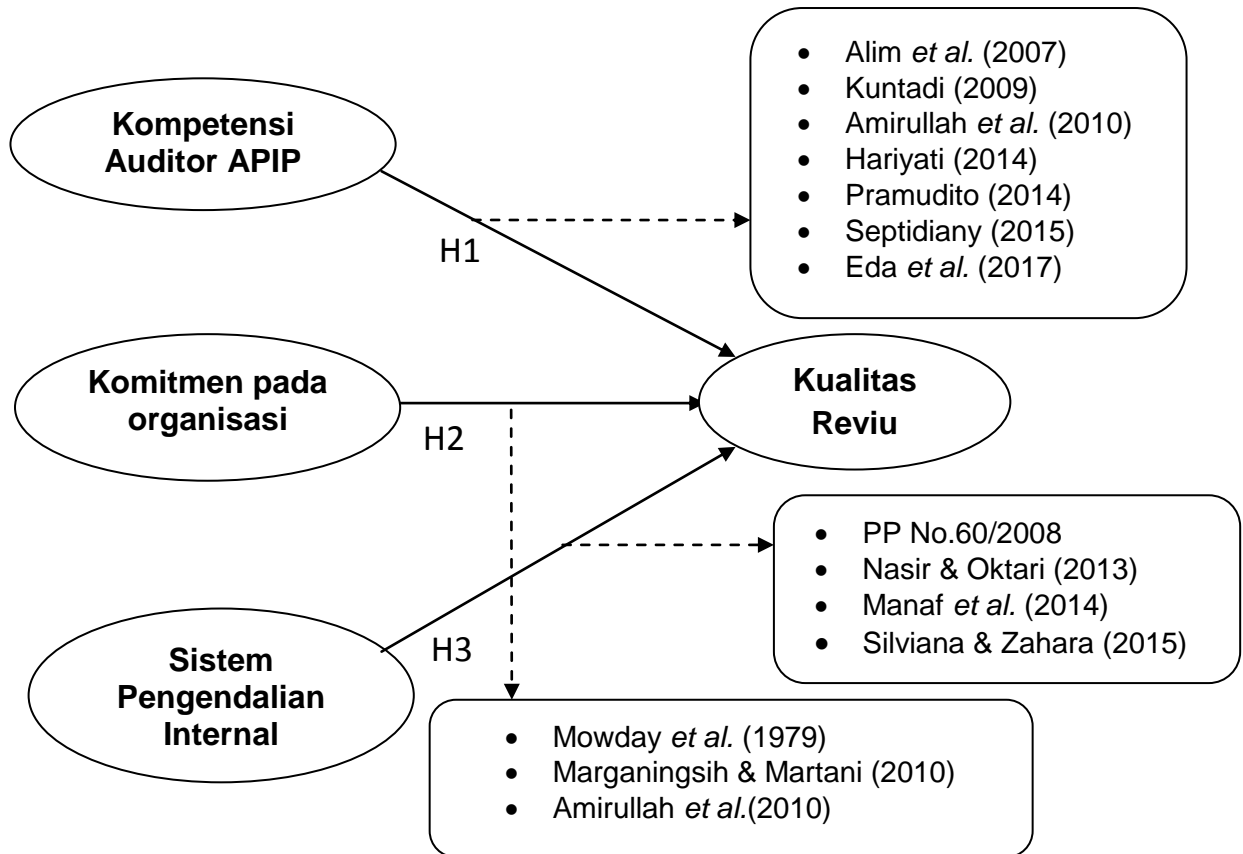 • Alim et al. (2007)
• Kuntadi (2009)
• Amirullah et al. (2010)
• Hariyati (2014)
• Pramudito (2014)
• Septidiany (2015)
• Eda et al. (2017)
Kompetensi
Auditor APIP
H1
Komitmen pada
organisasi
H2
Kualitas
Reviu
• PP No.60/2008
• Nasir & Oktari (2013)
• Manaf et al. (2014)
• Silviana & Zahara (2015)
H3
Sistem
Pengendalian
Internal
• Mowday et al. (1979)
• Marganingsih & Martani (2010)
• Amirullah et al.(2010)